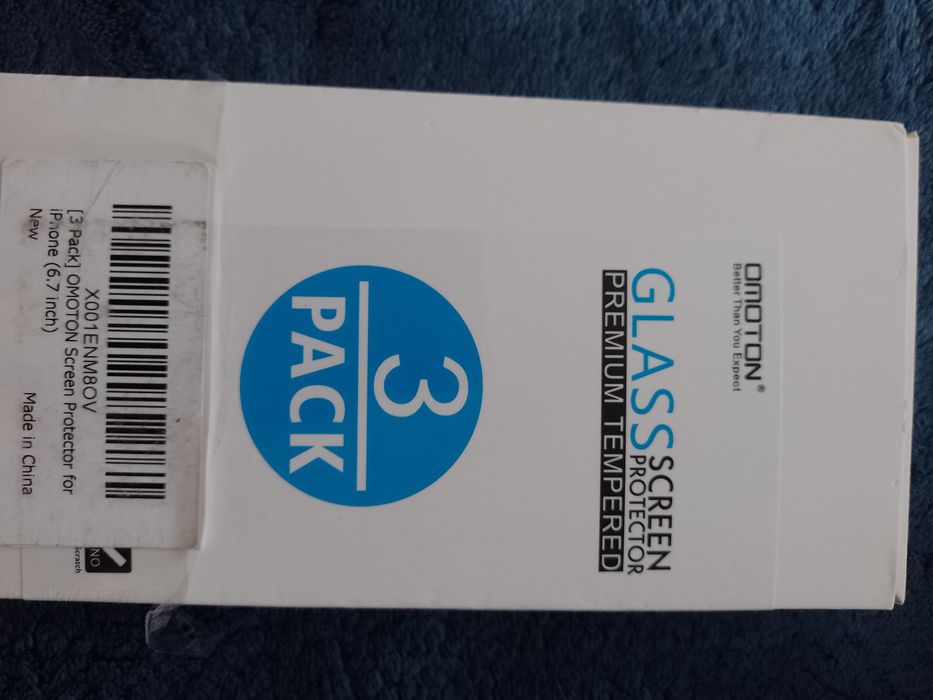 OMOTON®
Better Than You Expect
GLASS SCREEN
PROTECTOR
PREMIUM TEMPERED
3
PACK
X001ENM8OV
[3 Pack] OMOTON Screen Protector for
iPhone (6.7 inch)
New
Made in China
NO